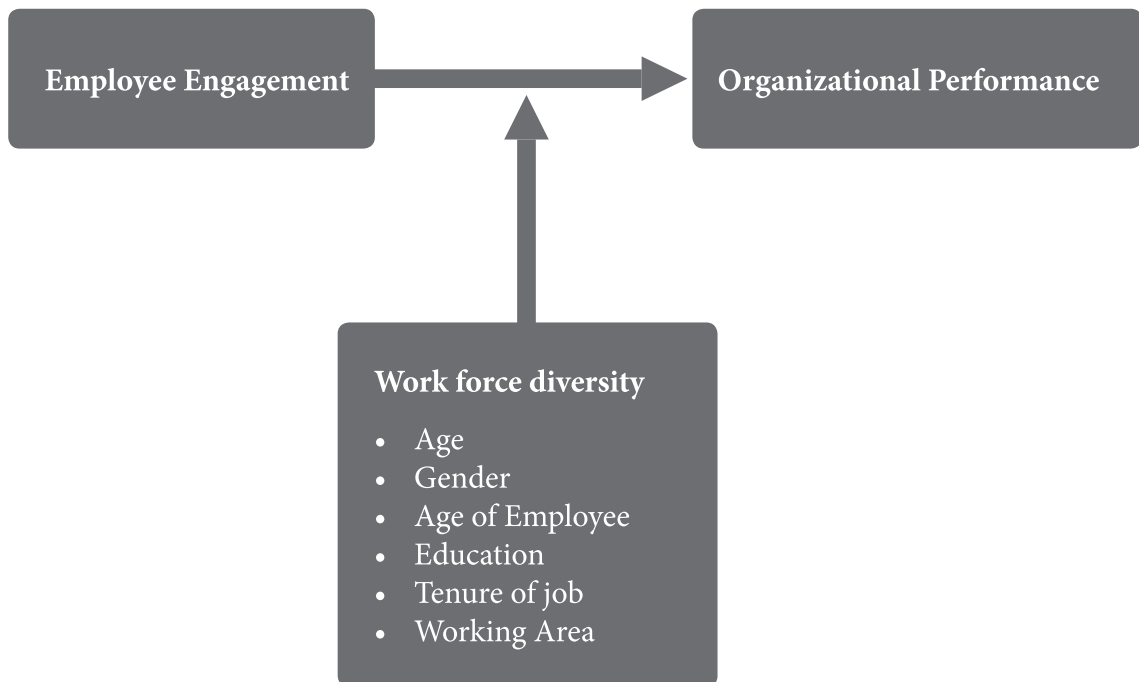 Employee Engagement
Organizational Performance
Work force diversity
• Age
• Gender
• Age of Employee
• Education
• Tenure of job
• Working Area